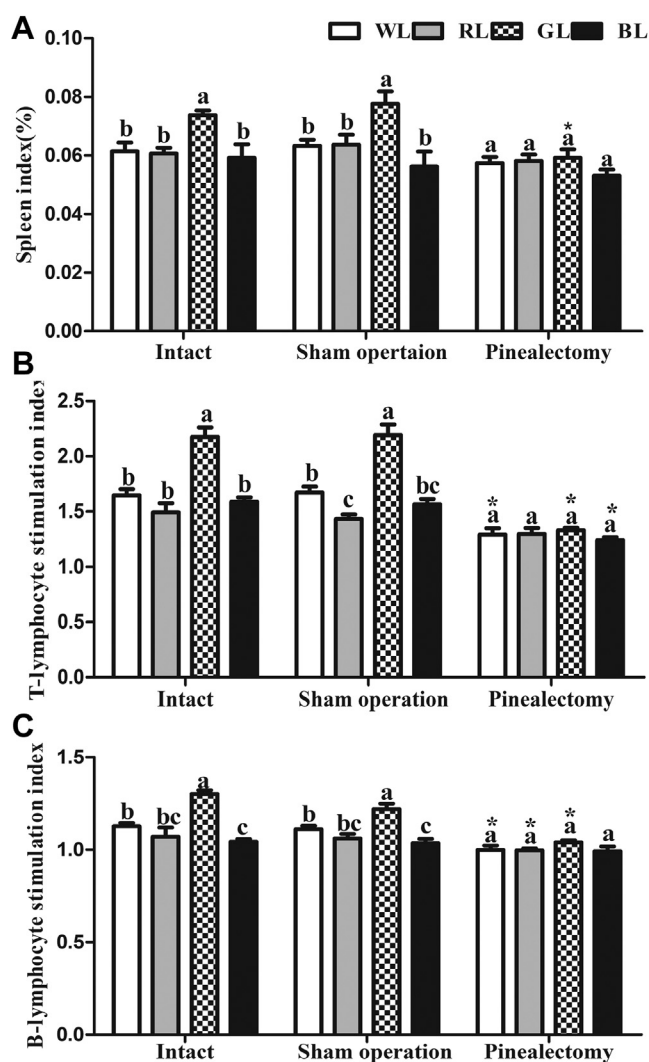 A
WL RL GL BL
Spleen index(%)
0.10
0.08
0.06
0.04
0.02
0.00
b b a b b b a b a a * a a
Intact Sham opertaion Pinealectomy
B
T-lymphocyte stimulation index
2.5
2.0
1.5
1.0
0.5
0.0
b b a b b c a bc * a a * a * a
Intact Sham operation Pinealectomy
C
B-lymphocyte stimulation index
1.5
1.0
0.5
0.0
b bc a c b bc a c * a * a * a a
Intact Sham operation Pinealectomy